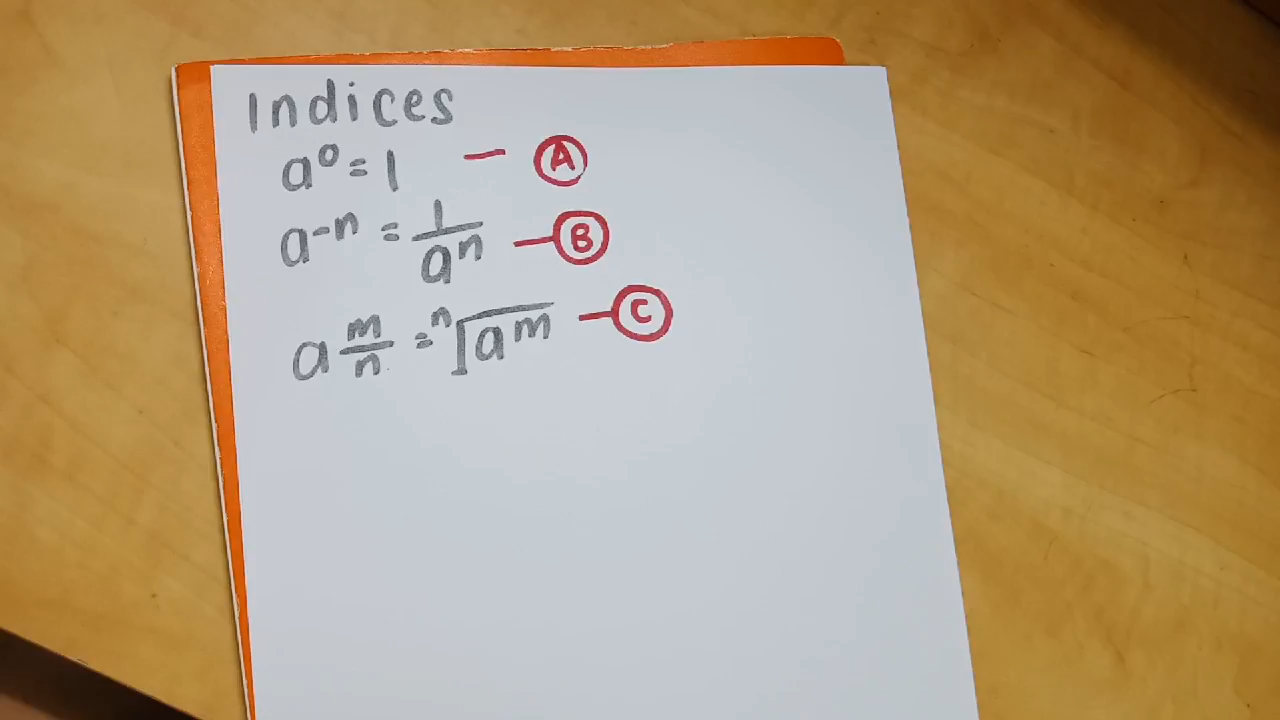 Indices
a⁰ = 1 — Ⓐ
a⁻ⁿ = 1/aⁿ — Ⓑ
a m/n = ⁿ√aᵐ — Ⓒ